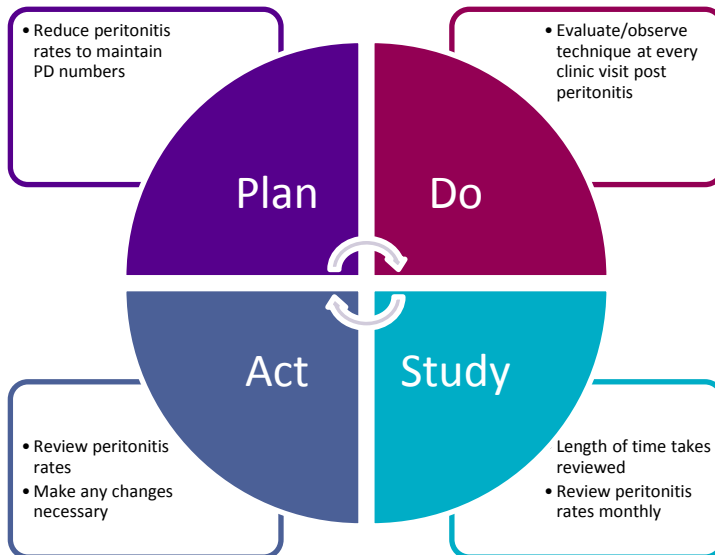 • Reduce peritonitis
rates to maintain
PD numbers
• Evaluate/observe
technique at every
clinic visit post
peritonitis
Plan
Do
Act
Study
• Review peritonitis
rates
• Make any changes
necessary
Length of time takes
reviewed
• Review peritonitis
rates monthly